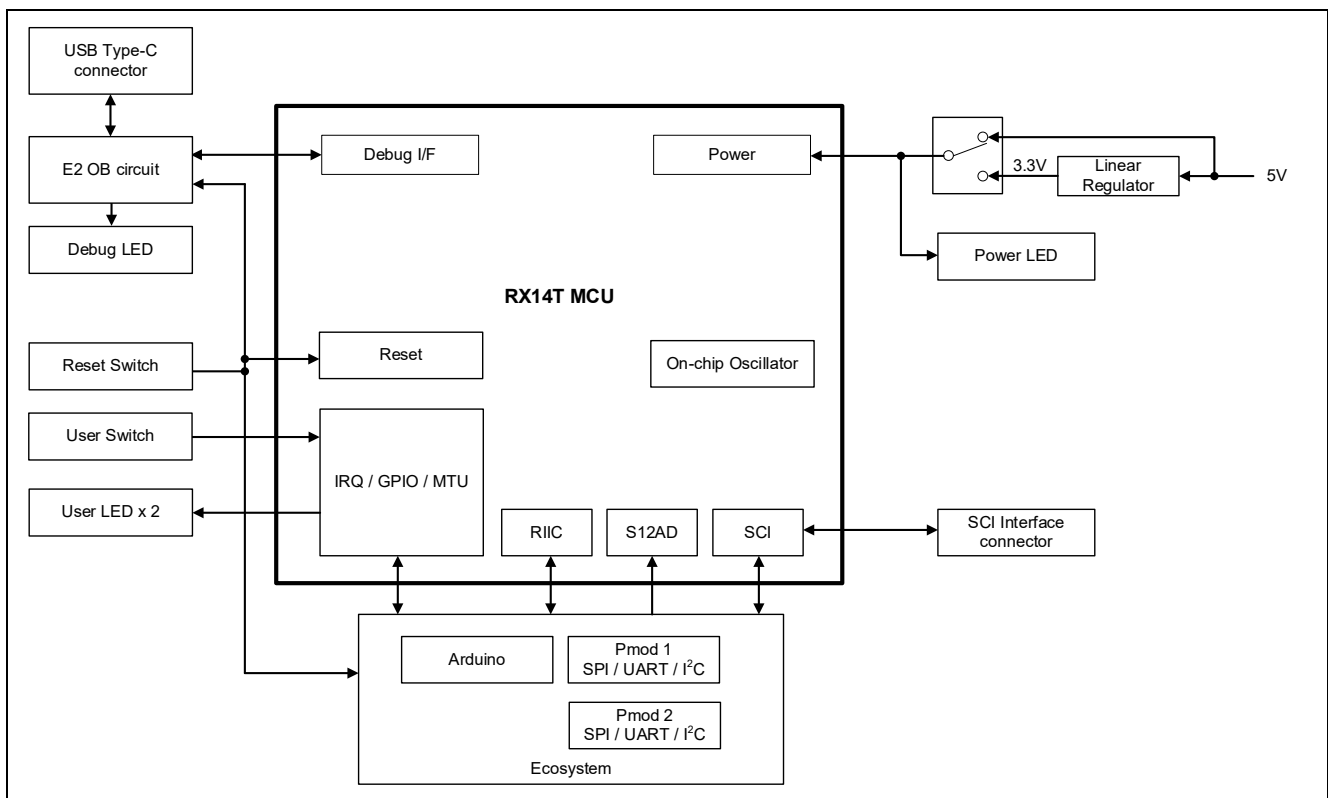 USB Type-C
connector
E2 OB circuit
Debug LED
Debug I/F
Power
3.3V
Linear
Regulator
5V
Power LED
RX14T MCU
Reset Switch
Reset
On-chip Oscillator
User Switch
IRQ / GPIO / MTU
User LED x 2
RIIC
S12AD
SCI
SCI Interface
connector
Arduino
Pmod 1
SPI / UART / I²C
Pmod 2
SPI / UART / I²C
Ecosystem